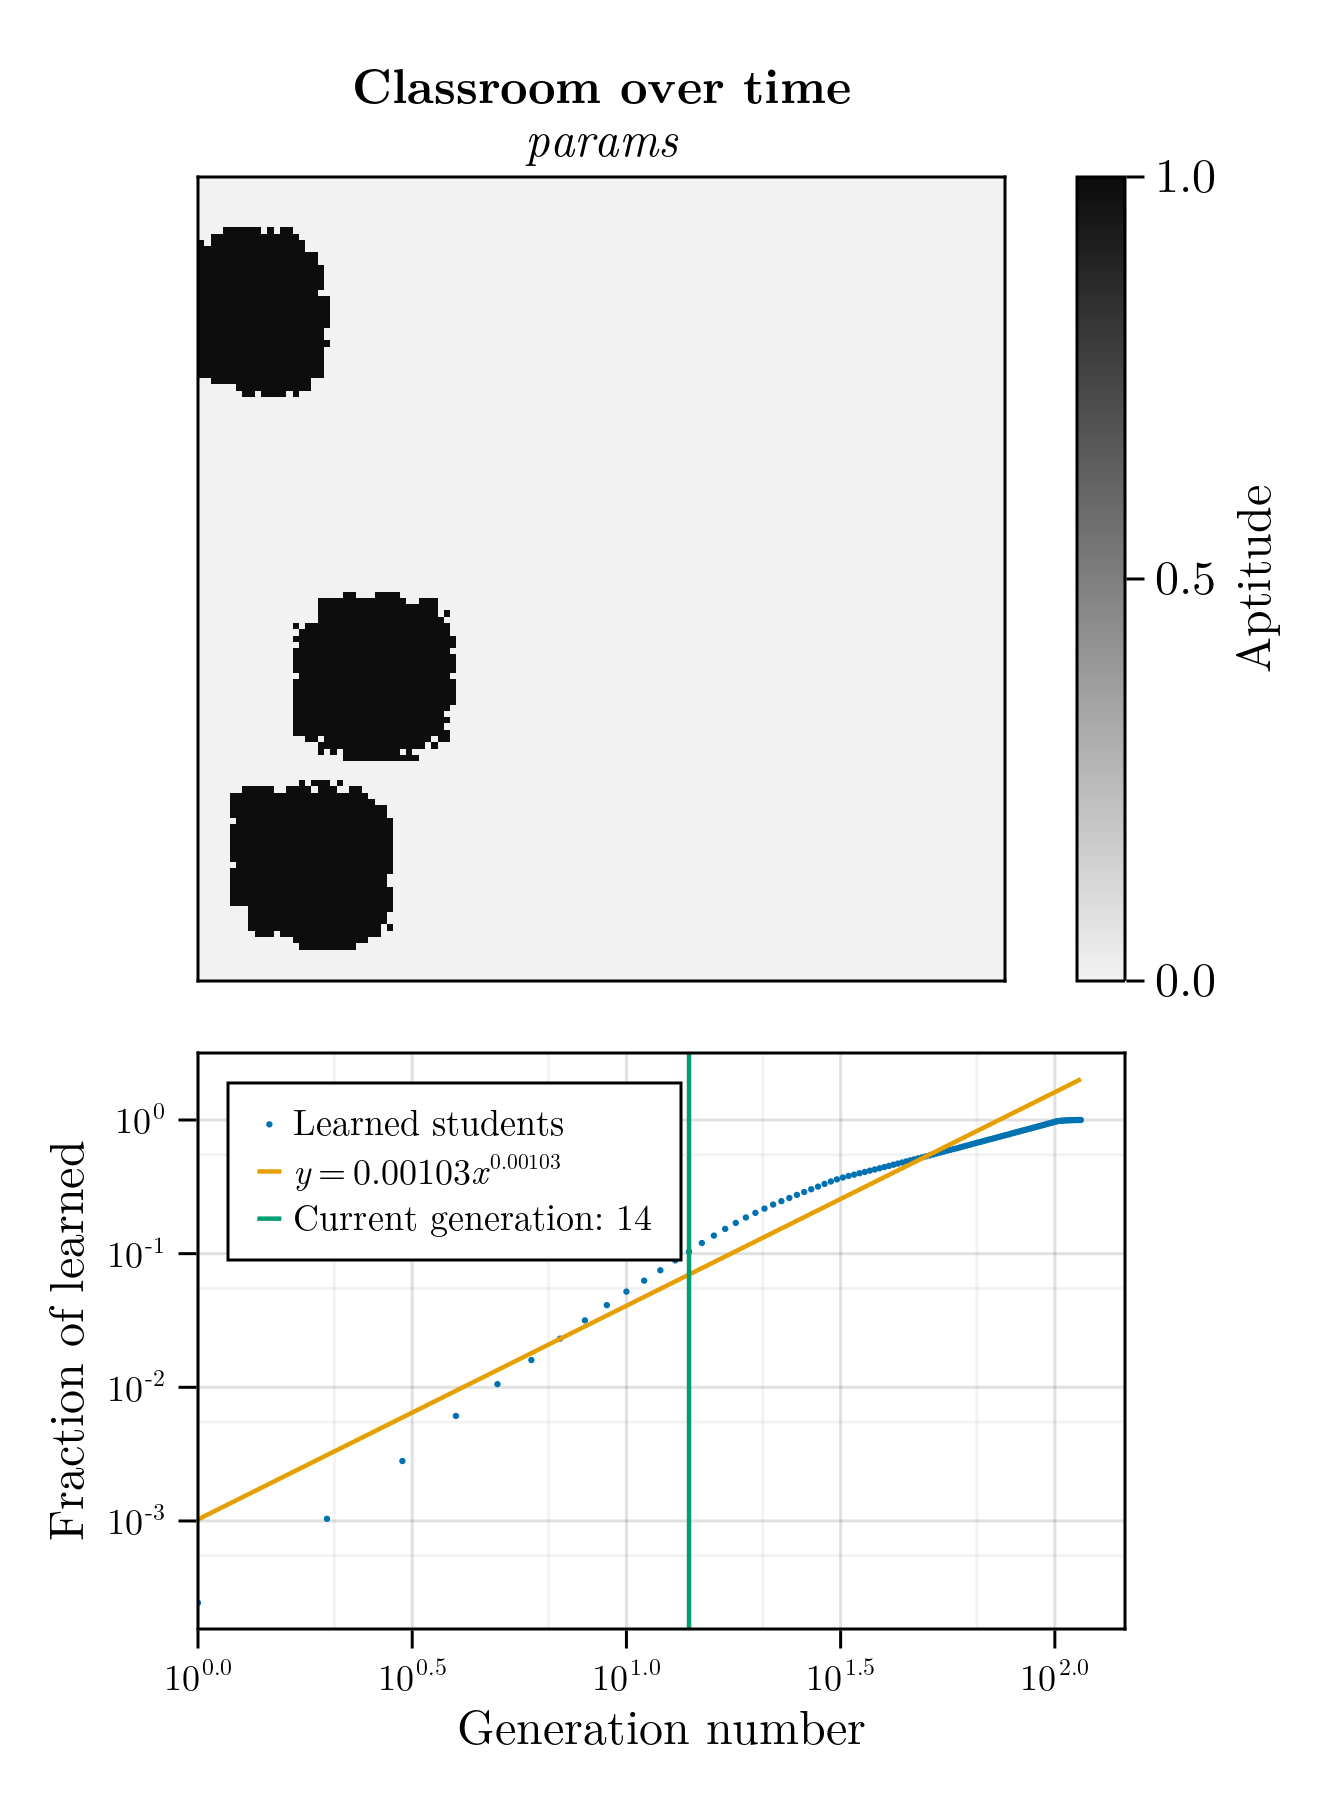 Classroom over time
params
1.0
0.5
0.0
Aptitude
Learned students
y = 0.00103x^0.00103
Current generation: 14
10^0
10^-1
10^-2
10^-3
Fraction of learned
10^0.0 10^0.5 10^1.0 10^1.5 10^2.0
Generation number